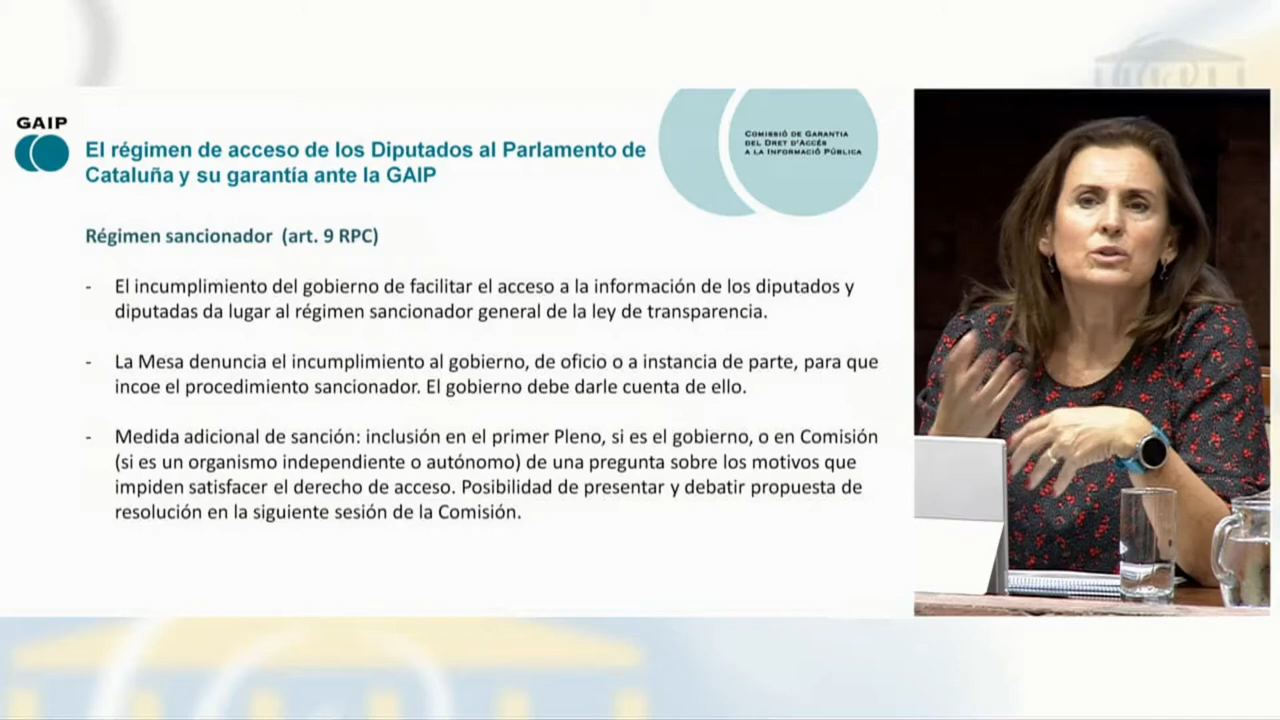 GAIP
El régimen de acceso de los Diputados al Parlamento de
Cataluña y su garantía ante la GAIP
COMISSIÓ DE GARANTIA
DEL DRET D'ACCÉS
A LA INFORMACIÓ PÚBLICA
Régimen sancionador (art. 9 RPC)
- El incumplimiento del gobierno de facilitar el acceso a la información de los diputados y
diputadas da lugar al régimen sancionador general de la ley de transparencia.
- La Mesa denuncia el incumplimiento al gobierno, de oficio o a instancia de parte, para que
incoe el procedimiento sancionador. El gobierno debe darle cuenta de ello.
- Medida adicional de sanción: inclusión en el primer Pleno, si es el gobierno, o en Comisión
(si es un organismo independiente o autónomo) de una pregunta sobre los motivos que
impiden satisfacer el derecho de acceso. Posibilidad de presentar y debatir propuesta de
resolución en la siguiente sesión de la Comisión.